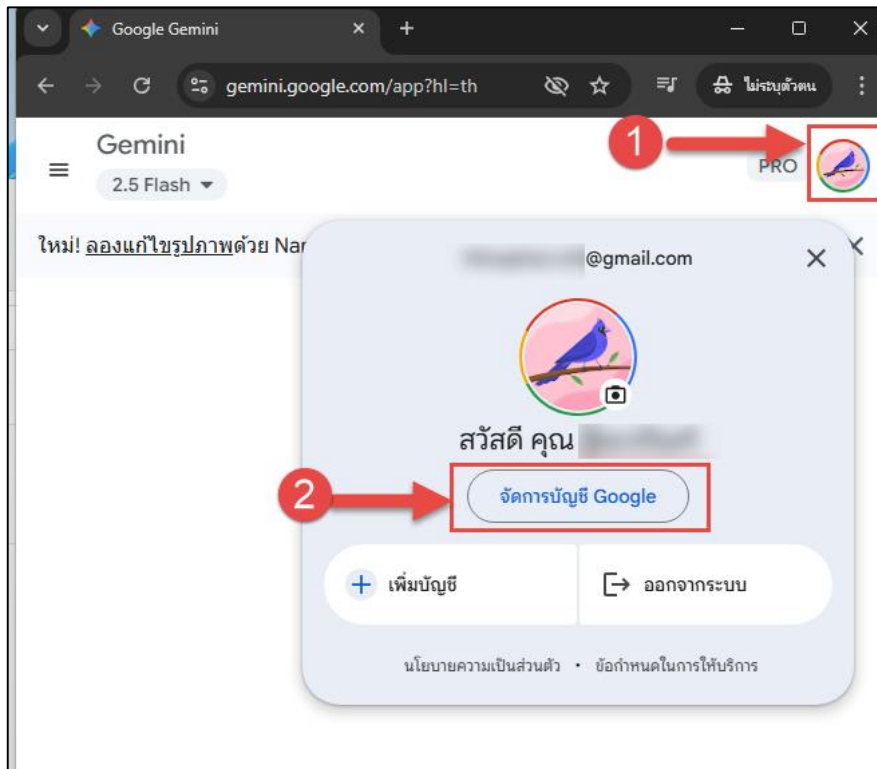 Google Gemini
gemini.google.com/app?hl=th
ไม่ระบุตัวตน
Gemini
1
PRO
2.5 Flash
ใหม่! ลองแก้ไขรูปภาพด้วย
@gmail.com
สวัสดี คุณ
2
จัดการบัญชี Google
เพิ่มบัญชี
ออกจากระบบ
นโยบายความเป็นส่วนตัว • ข้อกำหนดในการให้บริการ